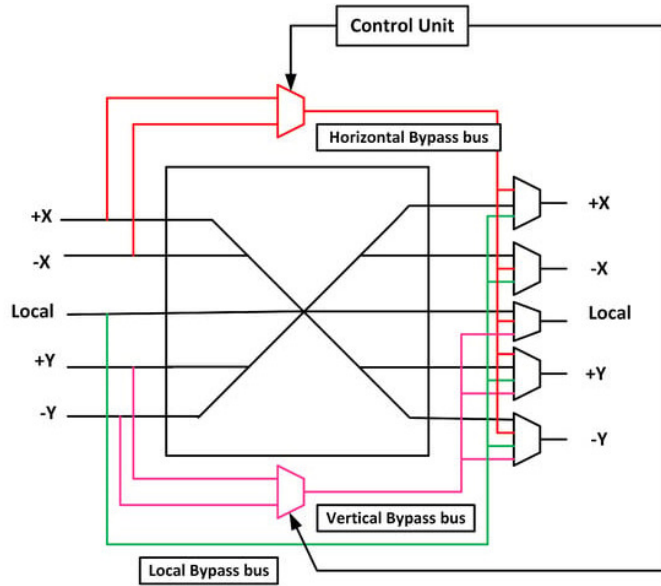 Control Unit
Horizontal Bypass bus
+X
+X
-X
-X
Local
Local
+Y
+Y
-Y
-Y
Vertical Bypass bus
Local Bypass bus